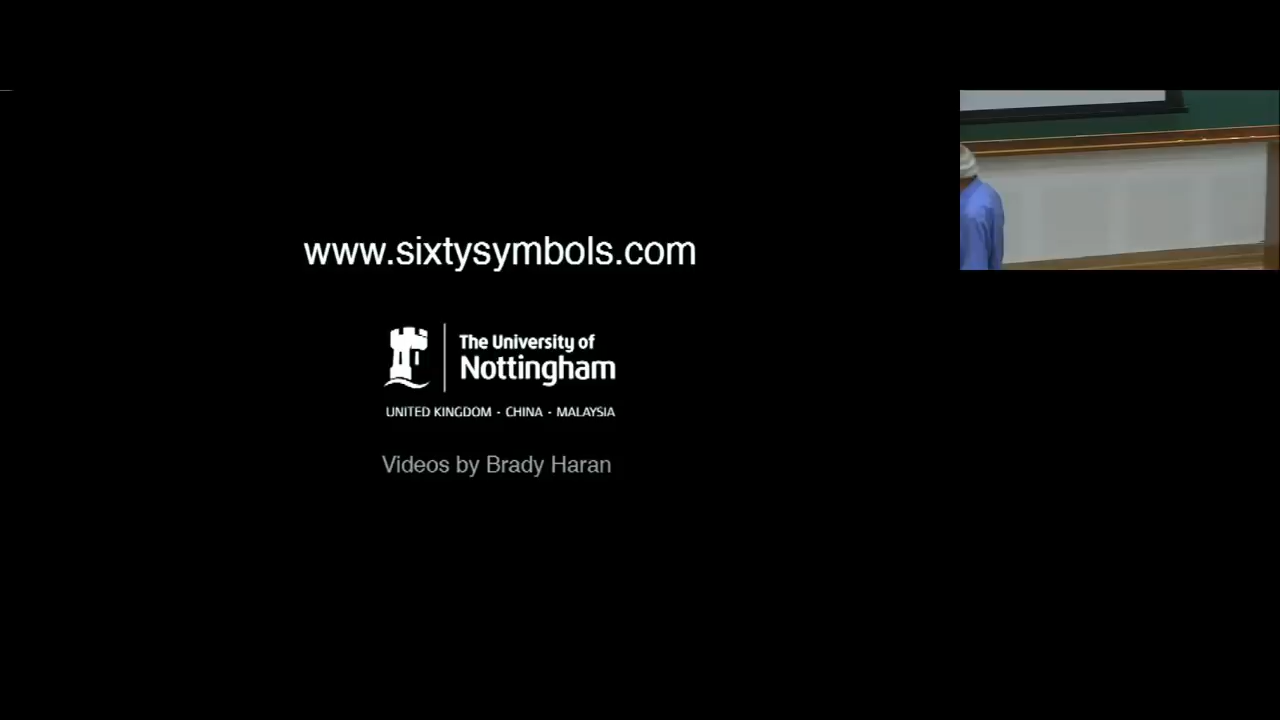 www.sixtysymbols.com
The University of
Nottingham
UNITED KINGDOM · CHINA · MALAYSIA
Videos by Brady Haran